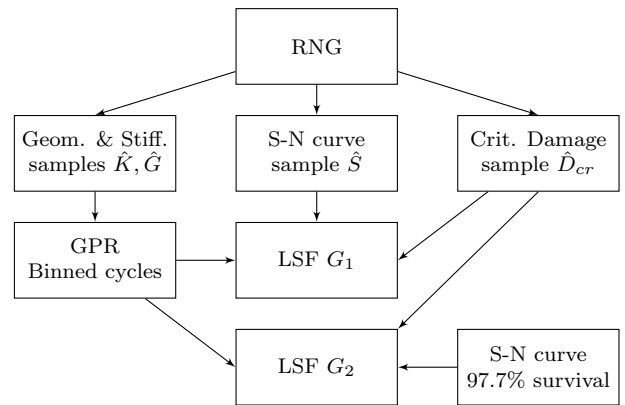 RNG
Geom. & Stiff.
samples K̂, Ĝ
S-N curve
sample Ŝ
Crit. Damage
sample D̂_cr
GPR
Binned cycles
LSF G₁
LSF G₂
S-N curve
97.7% survival